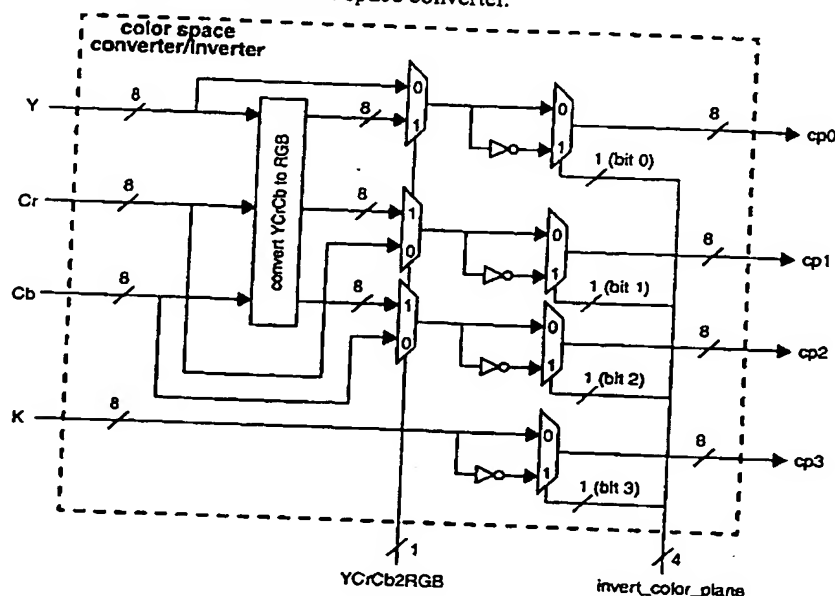 space converter.
color space
converter/inverter
Y
8
convert YCrCb to RGB
8
0
1
0
1
8
cp0
1 (bit 0)
Cr
8
8
1
0
0
1
8
cp1
1 (bit 1)
Cb
8
8
1
0
0
1
8
cp2
1 (bit 2)
K
8
0
1
8
cp3
1 (bit 3)
1
YCrCb2RGB
4
invert_color_plane